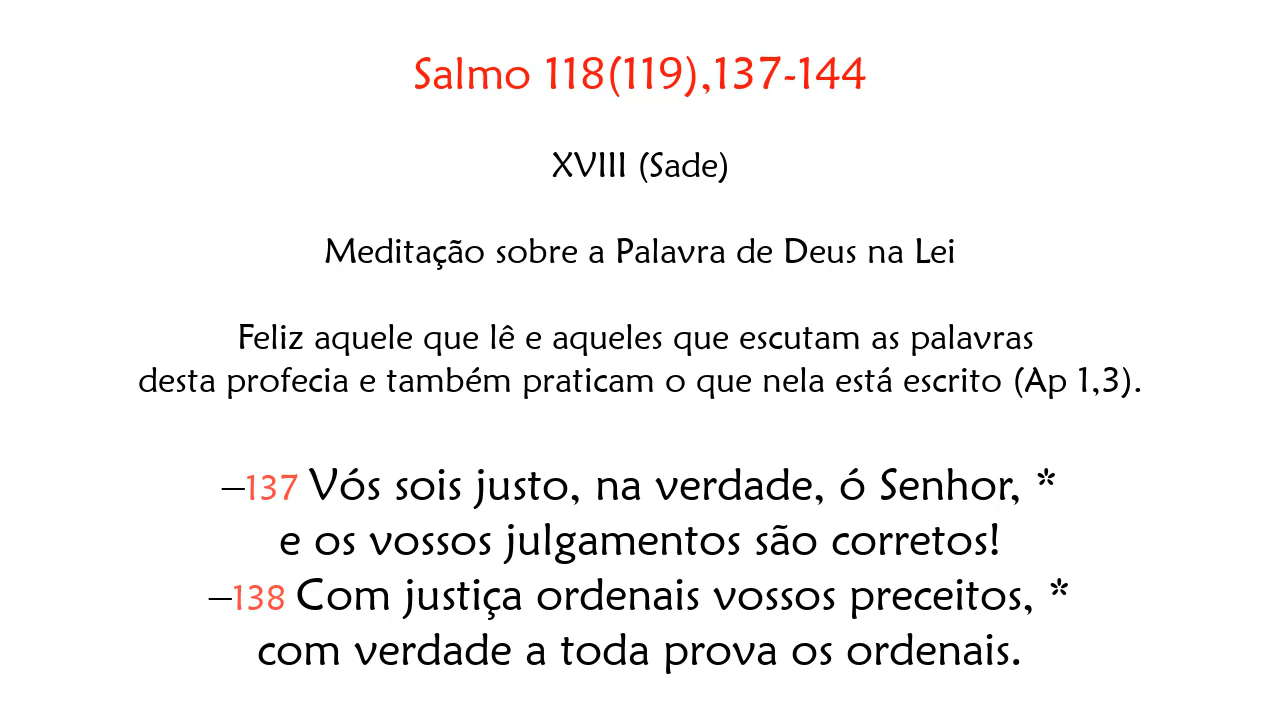 Salmo 118(119),137-144
XVIII (Sade)
Meditação sobre a Palavra de Deus na Lei
Feliz aquele que lê e aqueles que escutam as palavras
desta profecia e também praticam o que nela está escrito (Ap 1,3).
–137 Vós sois justo, na verdade, ó Senhor, *
e os vossos julgamentos são corretos!
–138 Com justiça ordenais vossos preceitos, *
com verdade a toda prova os ordenais.